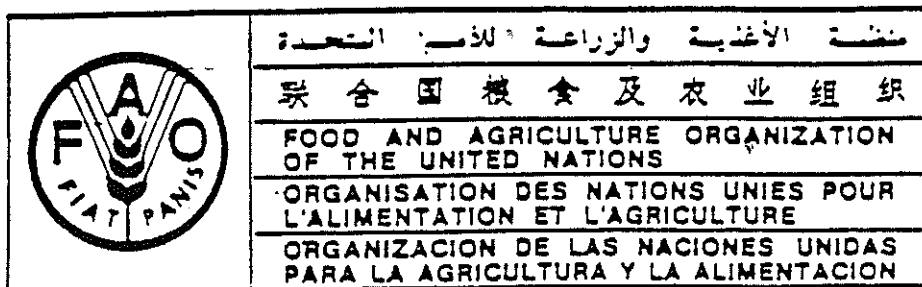 F A O
FIAT PANIS
منظمة الأغذية والزراعة للأمم المتحدة
联合国粮食及农业组织
FOOD AND AGRICULTURE ORGANIZATION
OF THE UNITED NATIONS
ORGANISATION DES NATIONS UNIES POUR
L'ALIMENTATION ET L'AGRICULTURE
ORGANIZACION DE LAS NACIONES UNIDAS
PARA LA AGRICULTURA Y LA ALIMENTACION